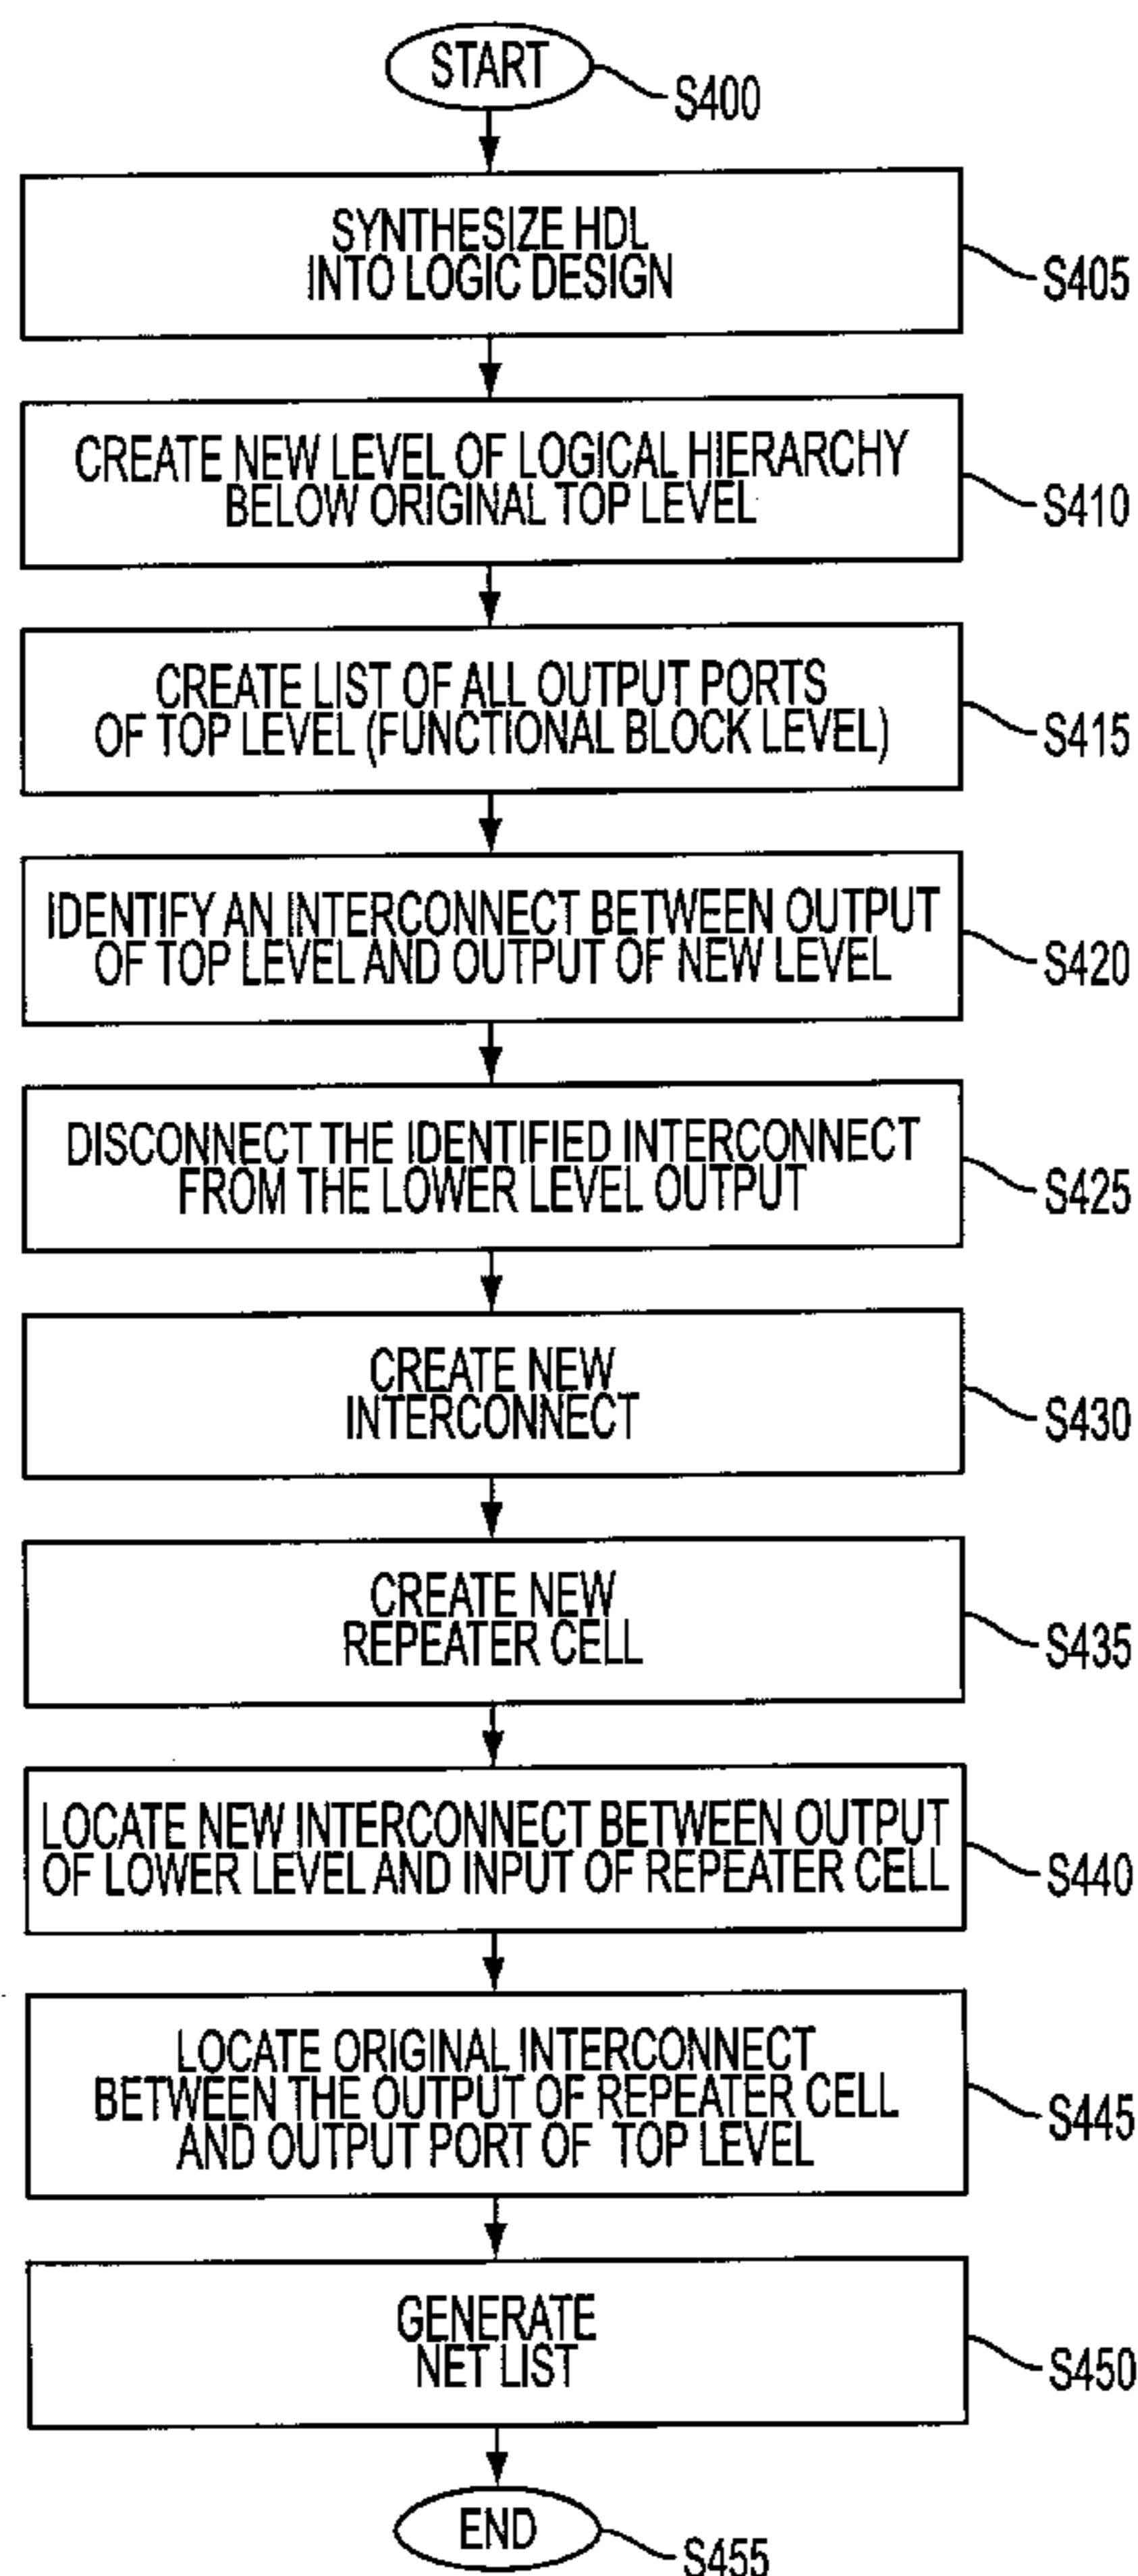 START
S400
SYNTHESIZE HDL
INTO LOGIC DESIGN
S405
CREATE NEW LEVEL OF LOGICAL HIERARCHY
BELOW ORIGINAL TOP LEVEL
S410
CREATE LIST OF ALL OUTPUT PORTS
OF TOP LEVEL (FUNCTIONAL BLOCK LEVEL)
S415
IDENTIFY AN INTERCONNECT BETWEEN OUTPUT
OF TOP LEVEL AND OUTPUT OF NEW LEVEL
S420
DISCONNECT THE IDENTIFIED INTERCONNECT
FROM THE LOWER LEVEL OUTPUT
S425
CREATE NEW
INTERCONNECT
S430
CREATE NEW
REPEATER CELL
S435
LOCATE NEW INTERCONNECT BETWEEN OUTPUT
OF LOWER LEVEL AND INPUT OF REPEATER CELL
S440
LOCATE ORIGINAL INTERCONNECT
BETWEEN THE OUTPUT OF REPEATER CELL
AND OUTPUT PORT OF TOP LEVEL
S445
GENERATE
NET LIST
S450
END
S455